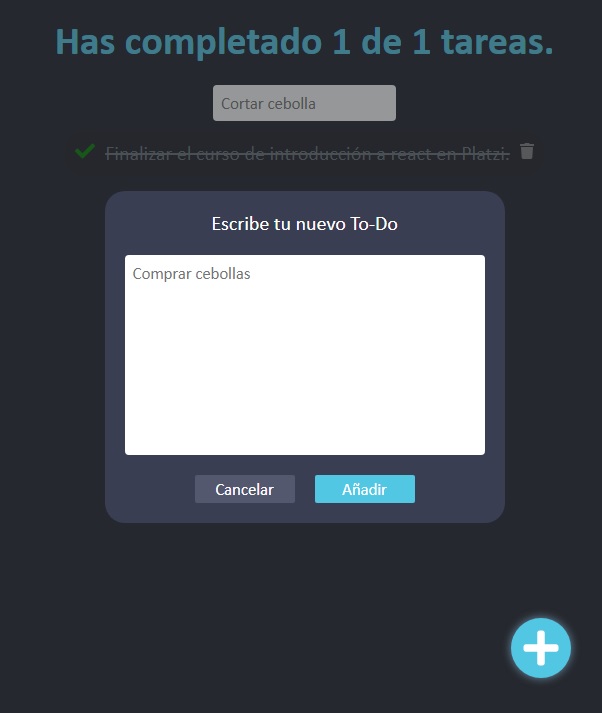 Has completado 1 de 1 tareas.
Cortar cebolla
Finalizar el curso de introducción a react en Platzi.
Escribe tu nuevo To-Do
Comprar cebollas
Cancelar
Añadir